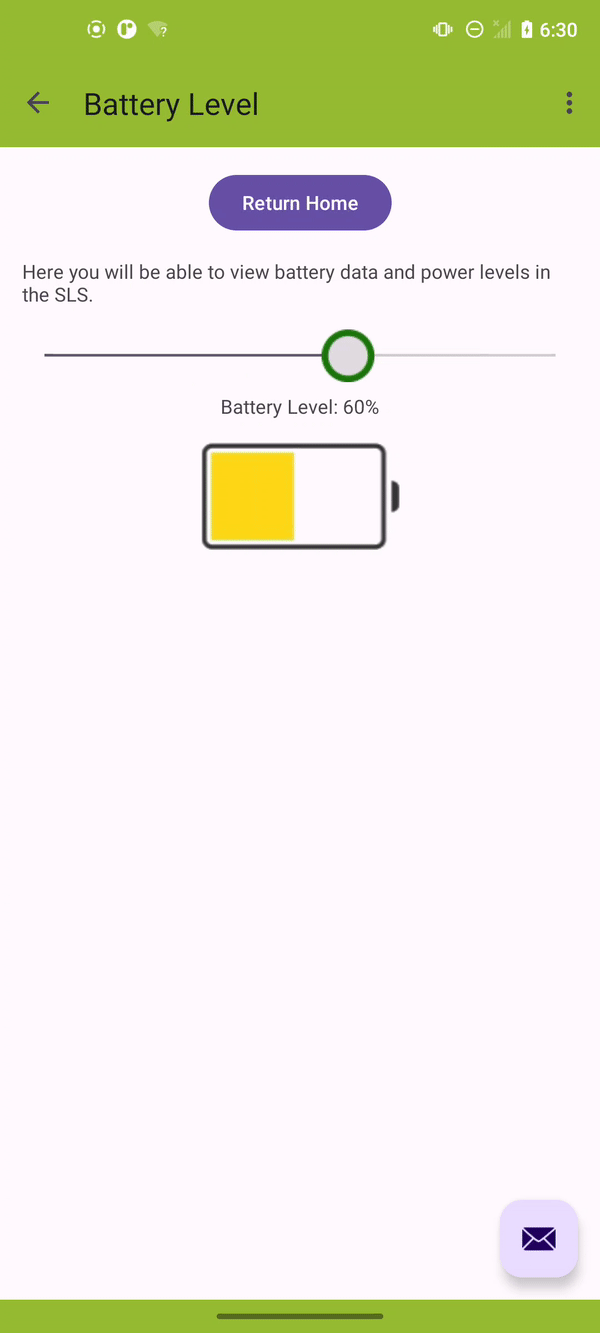 6:30
Battery Level
Return Home
Here you will be able to view battery data and power levels in
the SLS.
Battery Level: 60%